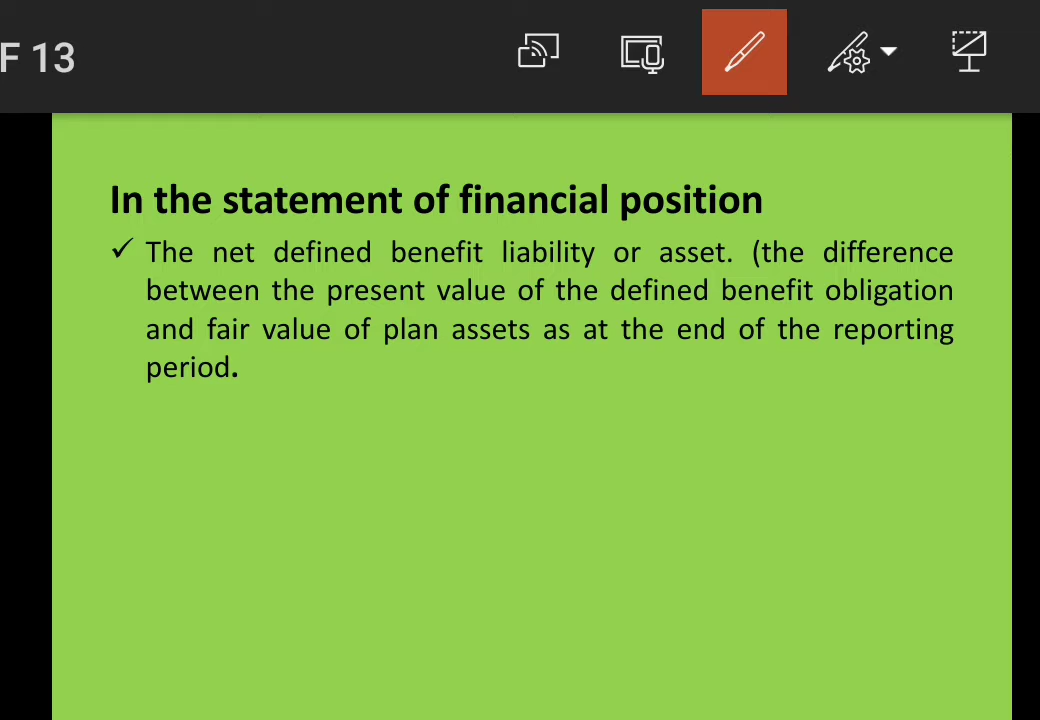 F 13
In the statement of financial position
✓ The net defined benefit liability or asset. (the difference
between the present value of the defined benefit obligation
and fair value of plan assets as at the end of the reporting
period.